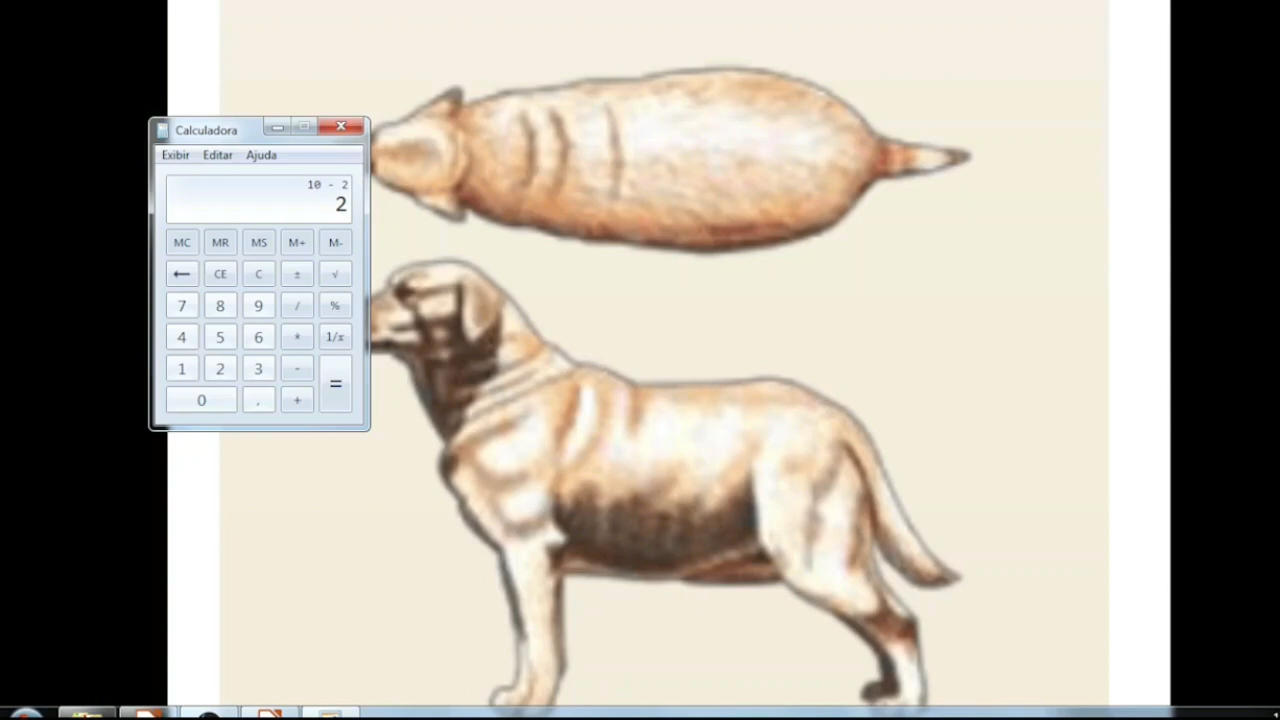 Calculadora
Exibir Editar Ajuda
10 - 2
2
MC MR MS M+ M-
← CE C ± √
7 8 9 / %
4 5 6 * 1/x
1 2 3 - =
0 , +